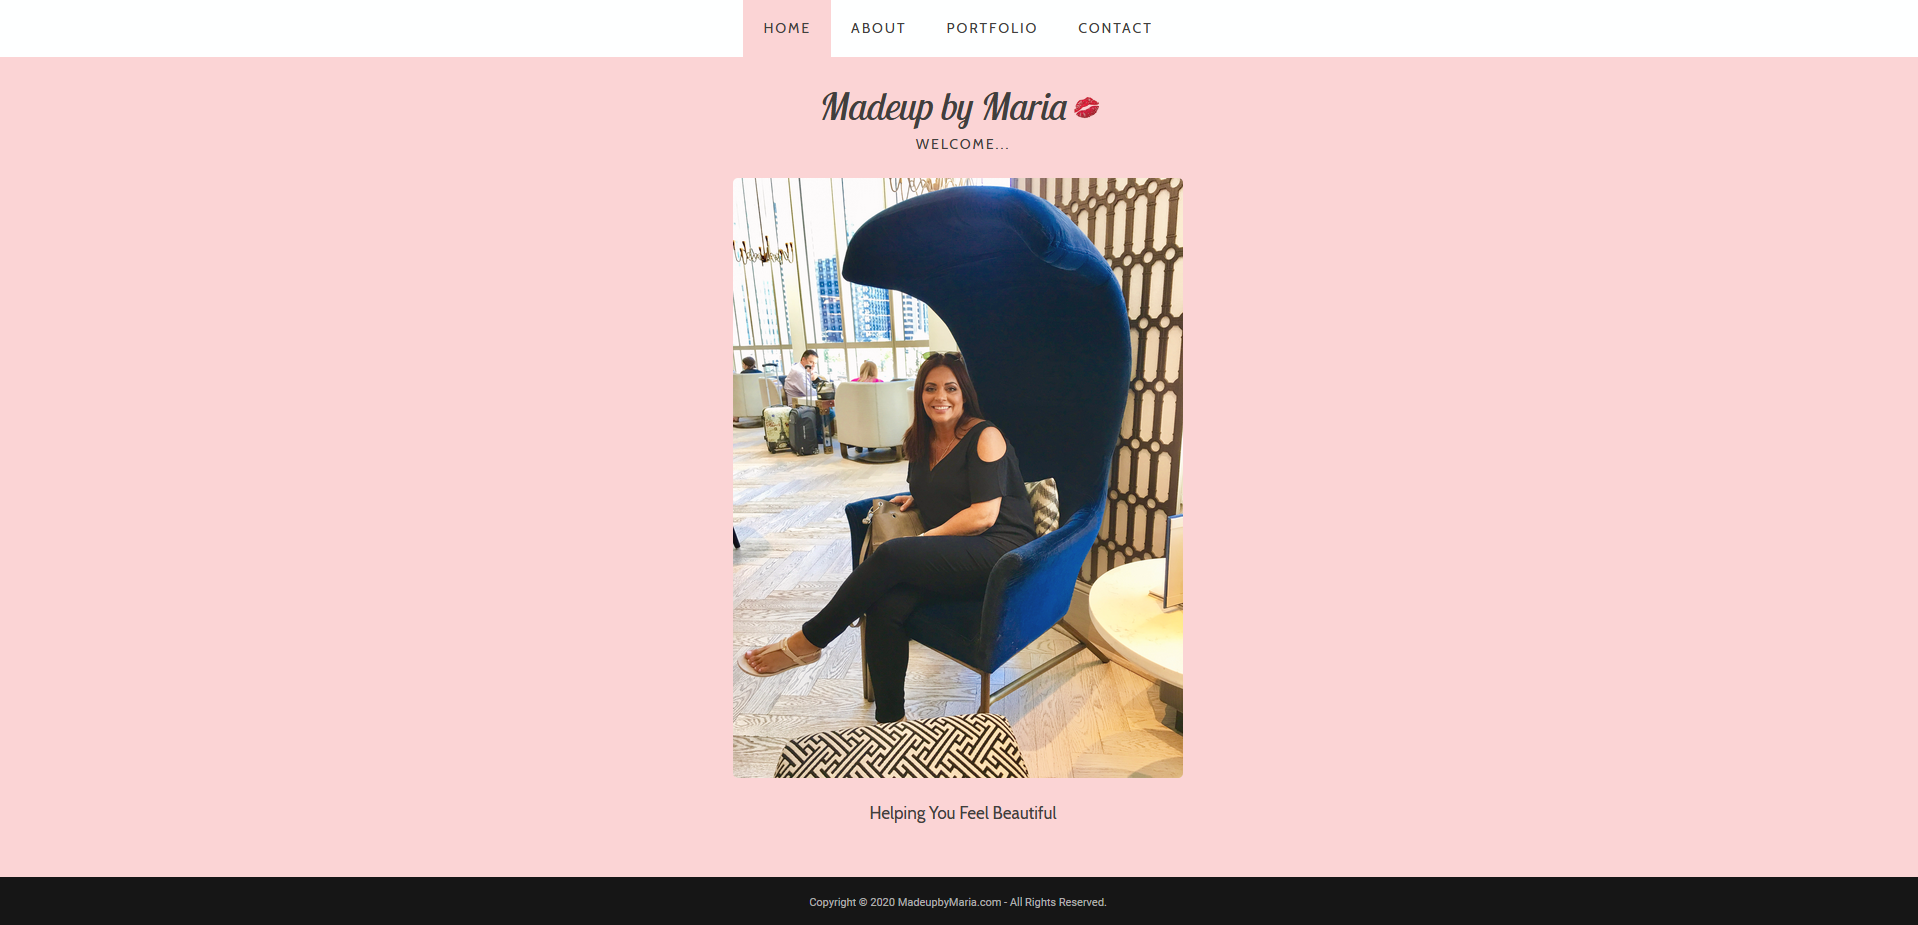 HOME ABOUT PORTFOLIO CONTACT
Madeup by Maria
WELCOME...
Helping You Feel Beautiful
Copyright © 2020 MadeupbyMaria.com - All Rights Reserved.